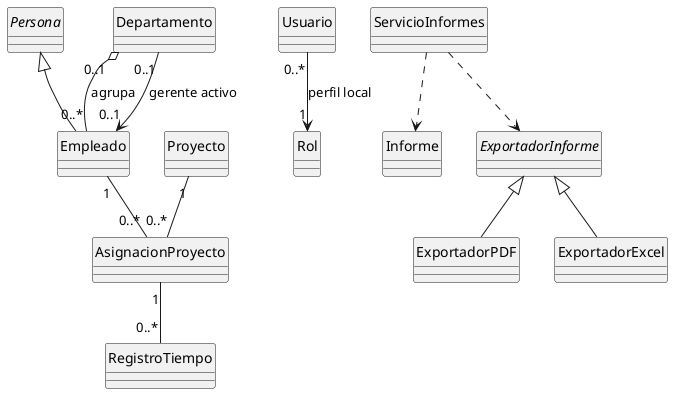 Persona
Departamento
Usuario
ServicioInformes
0..1
0..1
0..*
agrupa
gerente activo
perfil local
0..*
0..1
1
Empleado
Proyecto
Rol
Informe
ExportadorInforme
1
1
0..*
0..*
AsignacionProyecto
ExportadorPDF
ExportadorExcel
1
0..*
RegistroTiempo